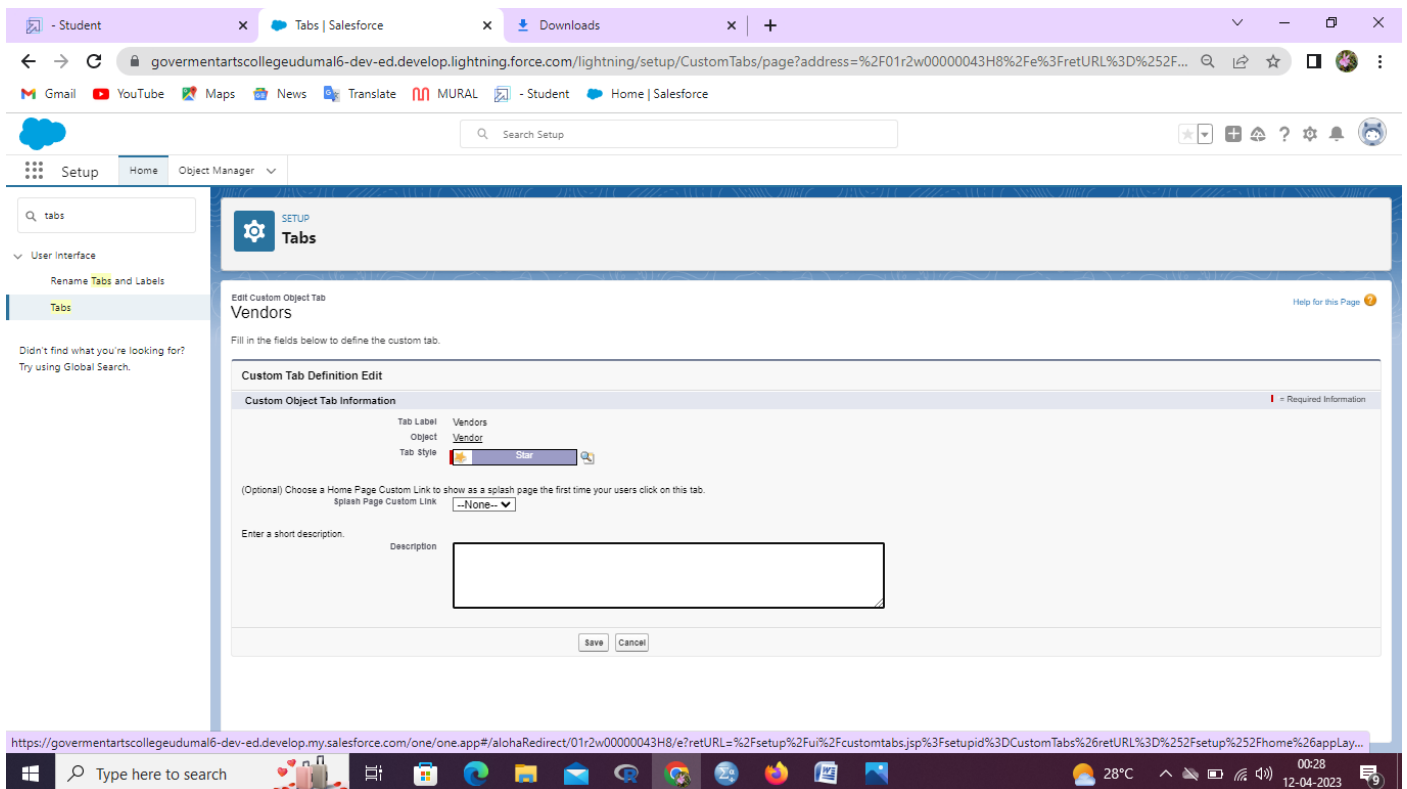 - Student
Tabs | Salesforce
Downloads
govermentartscollegeudumal6-dev-ed.develop.lightning.force.com/lightning/setup/CustomTabs/page?address=%2F01r2w00000043H8%2Fe%3FretURL%3D%252F...
Gmail YouTube Maps News Translate MURAL - Student Home | Salesforce
Search Setup
Setup Home Object Manager
tabs
User Interface
Rename Tabs and Labels
Tabs
Didn't find what you're looking for?
Try using Global Search.
SETUP
Tabs
Edit Custom Object Tab
Vendors
Help for this Page
Fill in the fields below to define the custom tab.
Custom Tab Definition Edit
Custom Object Tab Information
= Required Information
Tab Label Vendors
Object Vendor
Tab Style Star
(Optional) Choose a Home Page Custom Link to show as a splash page the first time your users click on this tab.
Splash Page Custom Link --None--
Enter a short description.
Description
Save Cancel
https://govermentartscollegeudumal6-dev-ed.develop.my.salesforce.com/one/one.app#/alohaRedirect/01r2w00000043H8/e?retURL=%2Fsetup%2Fui%2Fcustomtabs.jsp%3Fsetupid%3DCustomTabs%26retURL%3D%252Fsetup%252Fhome%26appLay...
Type here to search
28°C
00:28
12-04-2023
9